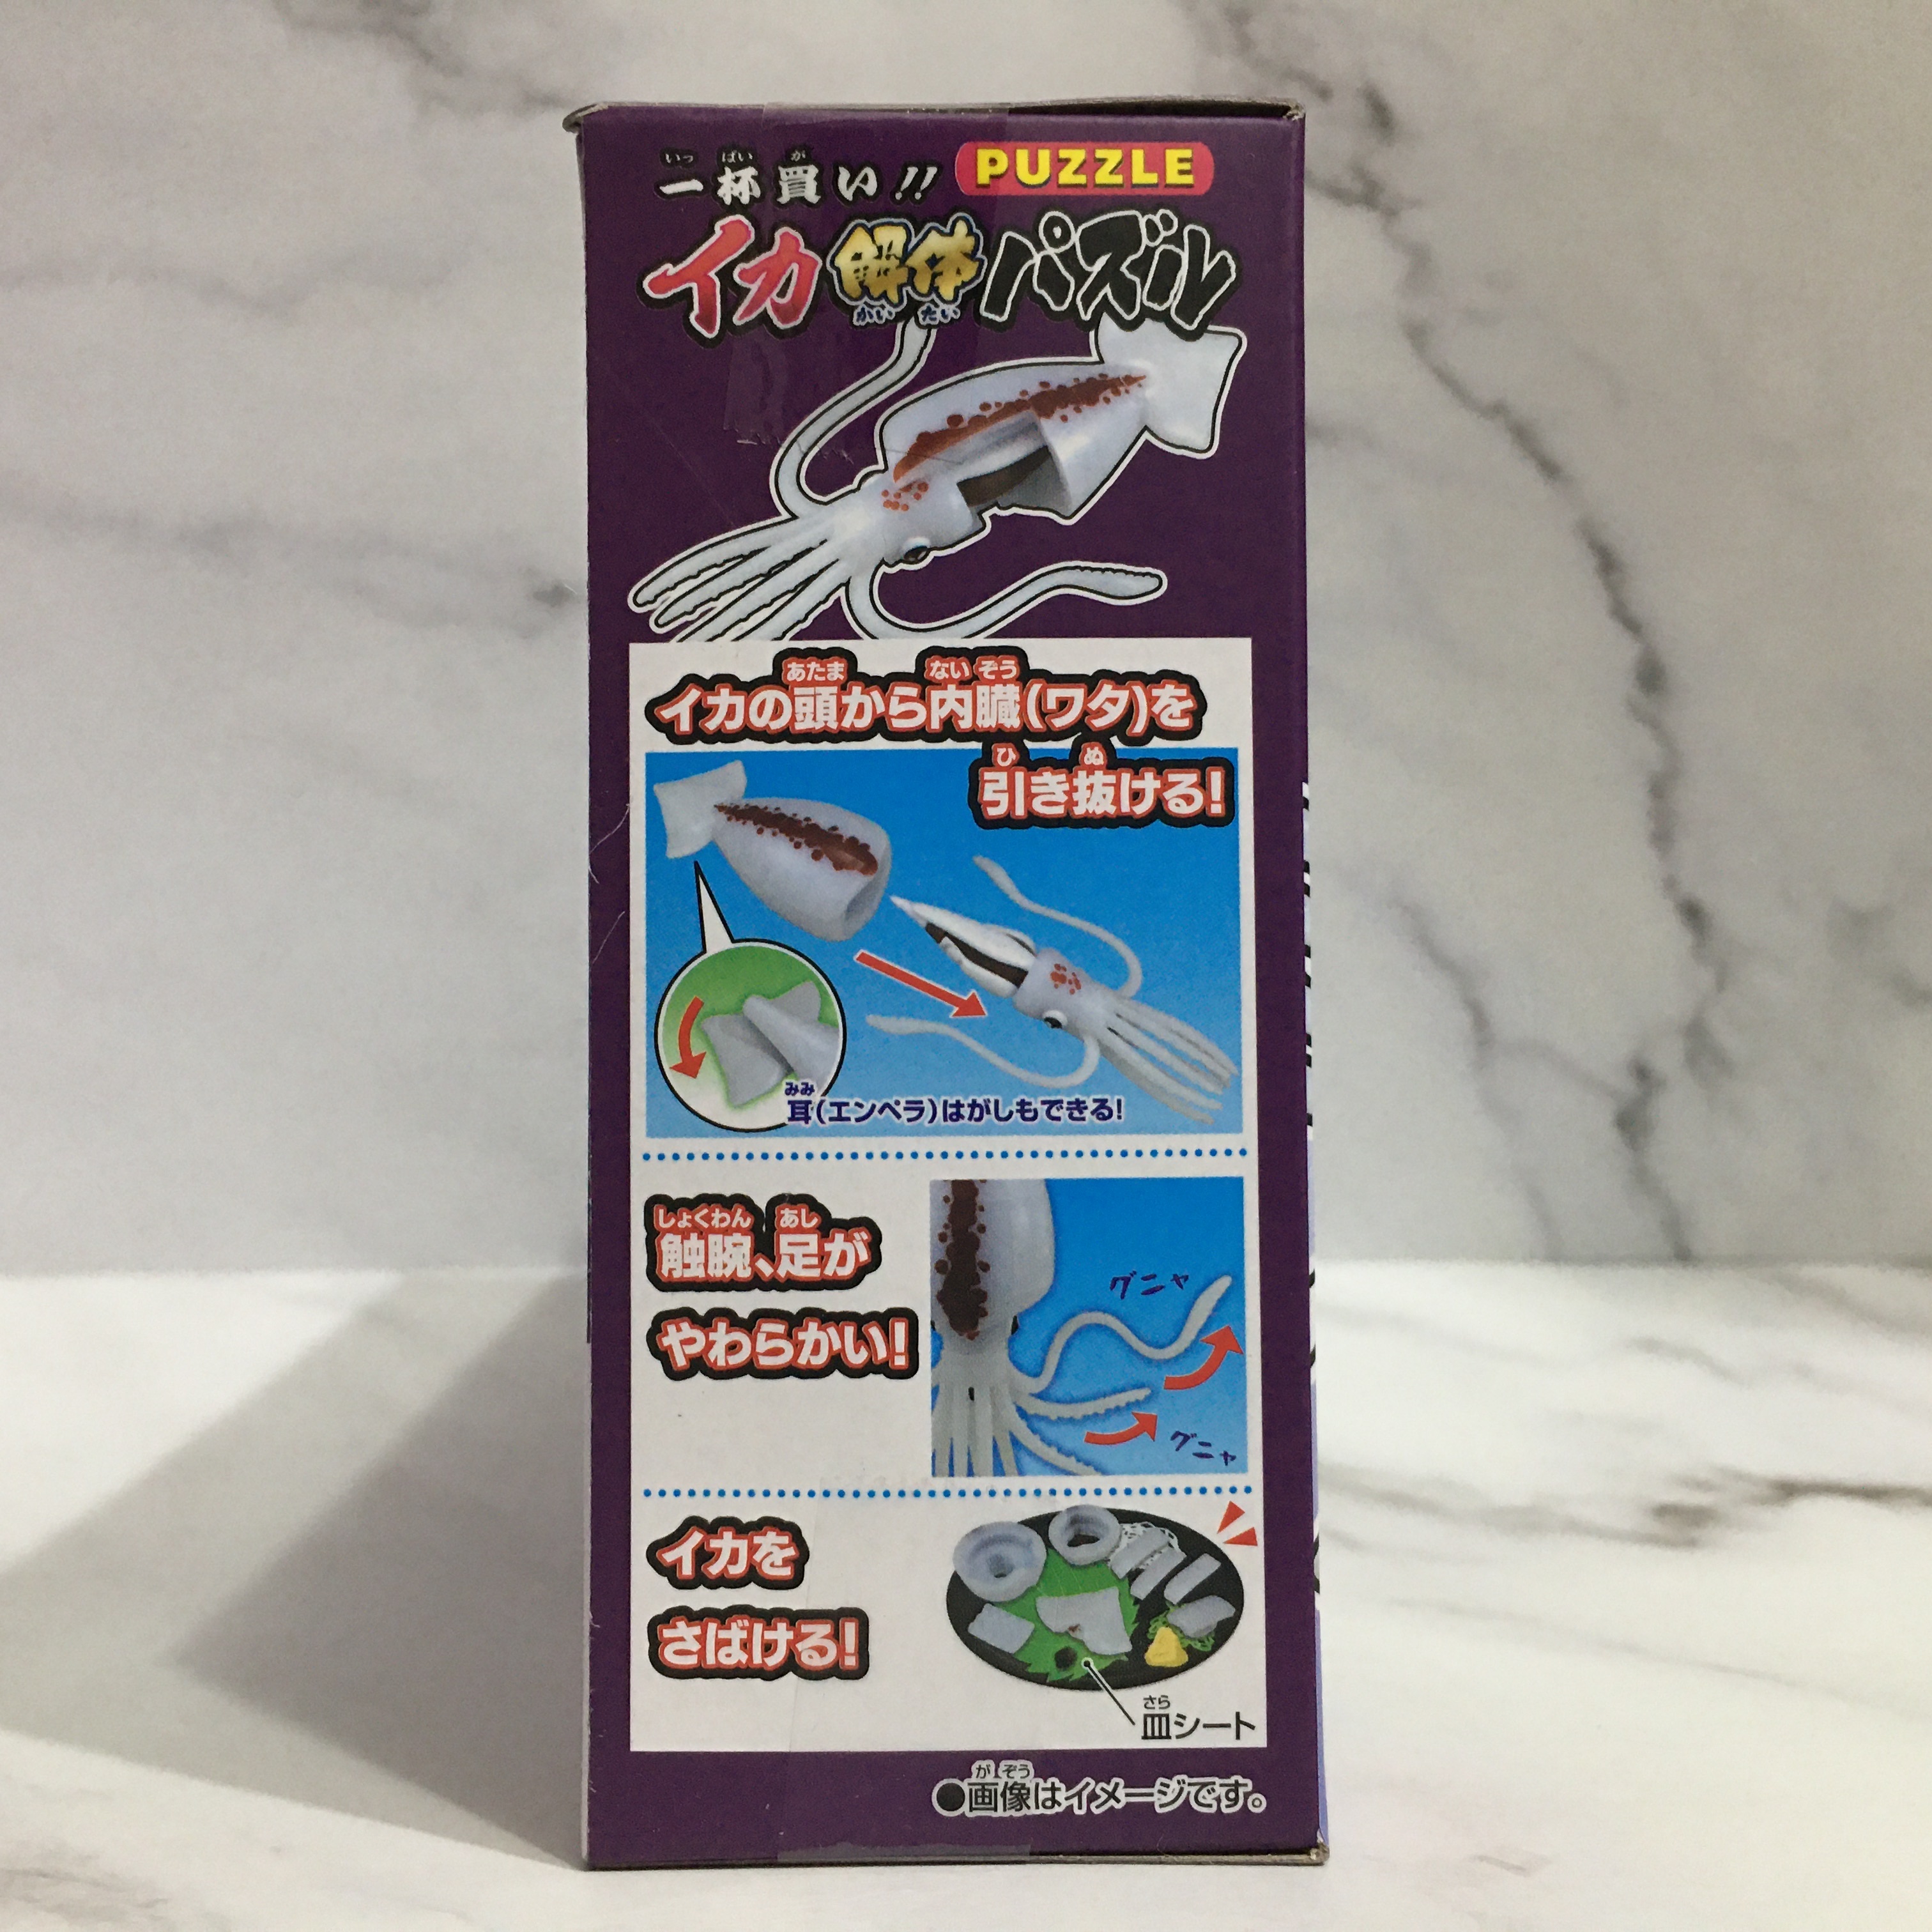 一杯買い!!
いっ ぱい が
PUZZLE
イカ解体パズル
かい たい
あたま ない ぞう
イカの頭から内臓(ワタ)を
ひ ぬ
引き抜ける!
みみ
耳(エンペラ)はがしもできる!
しょくわん あし
触腕、足が
やわらかい!
グニャ
グニャ
イカを
さばける!
さら
皿シート
が ぞう
●画像はイメージです。